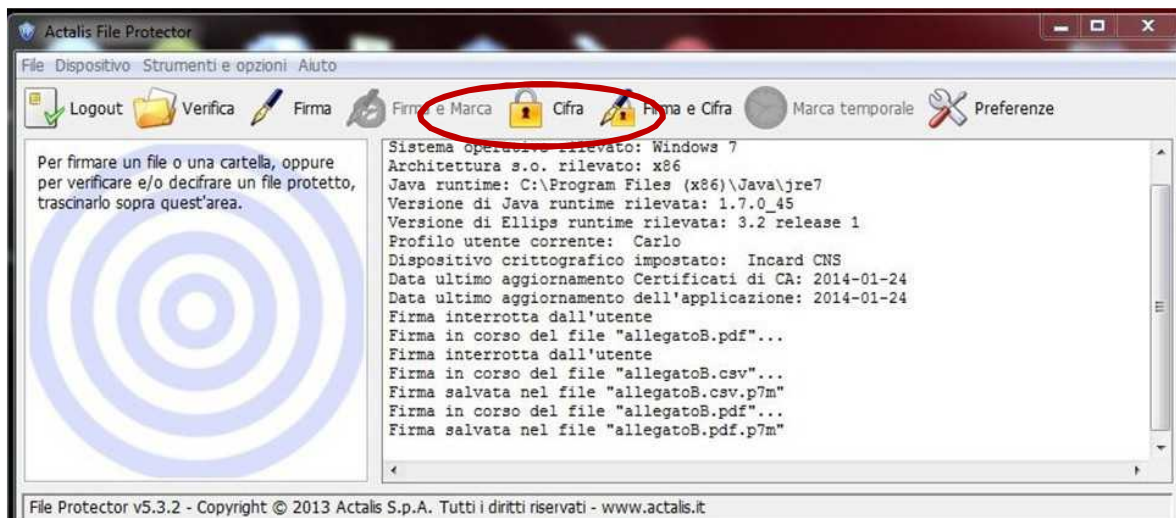 Actalis File Protector
File Dispositivo Strumenti e opzioni Aiuto
Logout Verifica Firma Firma e Marca Cifra Firma e Cifra Marca temporale Preferenze
Per firmare un file o una cartella, oppure
per verificare e/o decifrare un file protetto,
trascinarlo sopra quest'area.
Sistema operativo rilevato: Windows 7
Architettura s.o. rilevato: x86
Java runtime: C:\Program Files (x86)\Java\jre7
Versione di Java runtime rilevata: 1.7.0_45
Versione di Ellips runtime rilevata: 3.2 release 1
Profilo utente corrente: Carlo
Dispositivo crittografico impostato: Incard CNS
Data ultimo aggiornamento Certificati di CA: 2014-01-24
Data ultimo aggiornamento dell'applicazione: 2014-01-24
Firma interrotta dall'utente
Firma in corso del file "allegatoB.pdf"...
Firma interrotta dall'utente
Firma in corso del file "allegatoB.csv"...
Firma salvata nel file "allegatoB.csv.p7m"
Firma in corso del file "allegatoB.pdf"...
Firma salvata nel file "allegatoB.pdf.p7m"
File Protector v5.3.2 - Copyright © 2013 Actalis S.p.A. Tutti i diritti riservati - www.actalis.it